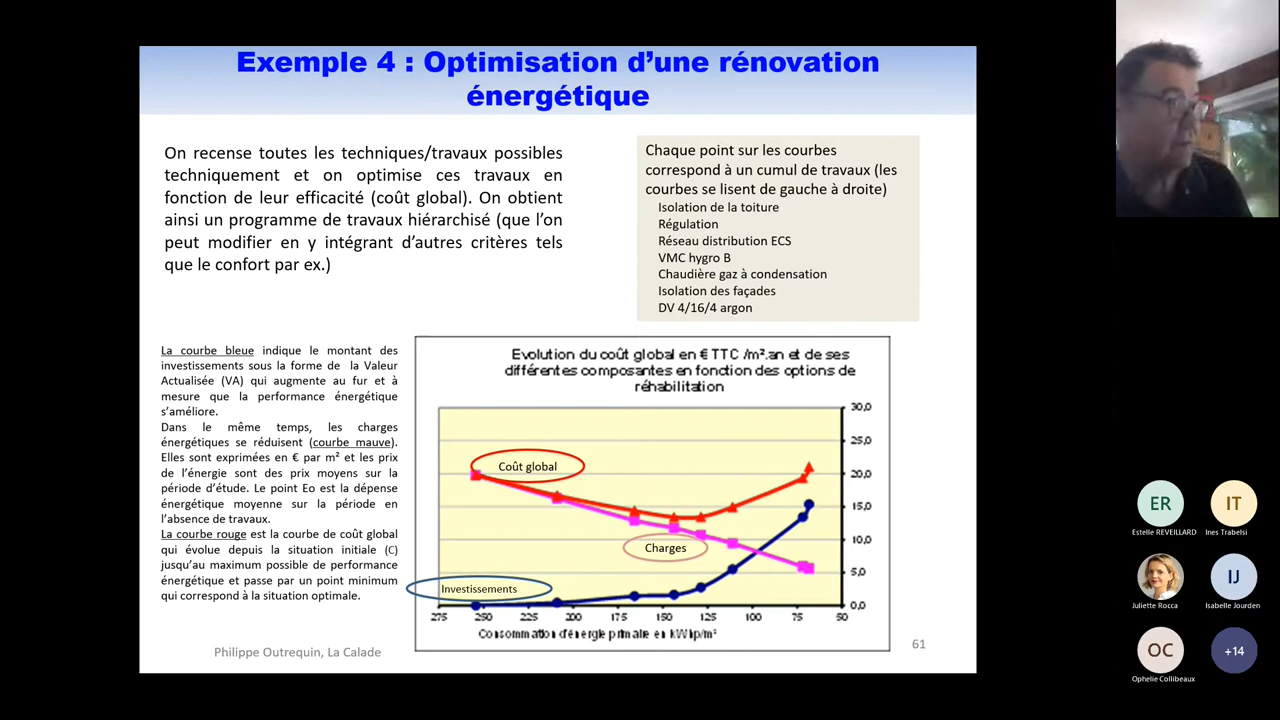 Exemple 4 : Optimisation d’une rénovation
énergétique
On recense toutes les techniques/travaux possibles
techniquement et on optimise ces travaux en
fonction de leur efficacité (coût global). On obtient
ainsi un programme de travaux hiérarchisé (que l’on
peut modifier en y intégrant d’autres critères tels
que le confort par ex.)
Chaque point sur les courbes
correspond à un cumul de travaux (les
courbes se lisent de gauche à droite)
Isolation de la toiture
Régulation
Réseau distribution ECS
VMC hygro B
Chaudière gaz à condensation
Isolation des façades
DV 4/16/4 argon
La courbe bleue indique le montant des
investissements sous la forme de la Valeur
Actualisée (VA) qui augmente au fur et à
mesure que la performance énergétique
s’améliore.
Dans le même temps, les charges
énergétiques se réduisent (courbe mauve).
Elles sont exprimées en € par m² et les prix
de l’énergie sont des prix moyens sur la
période d’étude. Le point Eo est la dépense
énergétique moyenne sur la période en
l’absence de travaux.
La courbe rouge est la courbe de coût global
qui évolue depuis la situation initiale (C)
jusqu’au maximum possible de performance
énergétique et passe par un point minimum
qui correspond à la situation optimale.
Evolution du coût global en € TTC /m².an et de ses
différentes composantes en fonction des options de
réhabilitation
30,0
25,0
20,0
15,0
10,0
5,0
0,0
Coût global
Charges
Investissements
275 250 225 200 175 150 125 100 75 50
Consommation d'énergie primaire en kWhp/m²
Philippe Outrequin, La Calade
61
ER
IT
Estelle REVEILLARD
Ines Trabelsi
IJ
Juliette Rocca
Isabelle Jourden
OC
+14
Ophelie Collibeaux